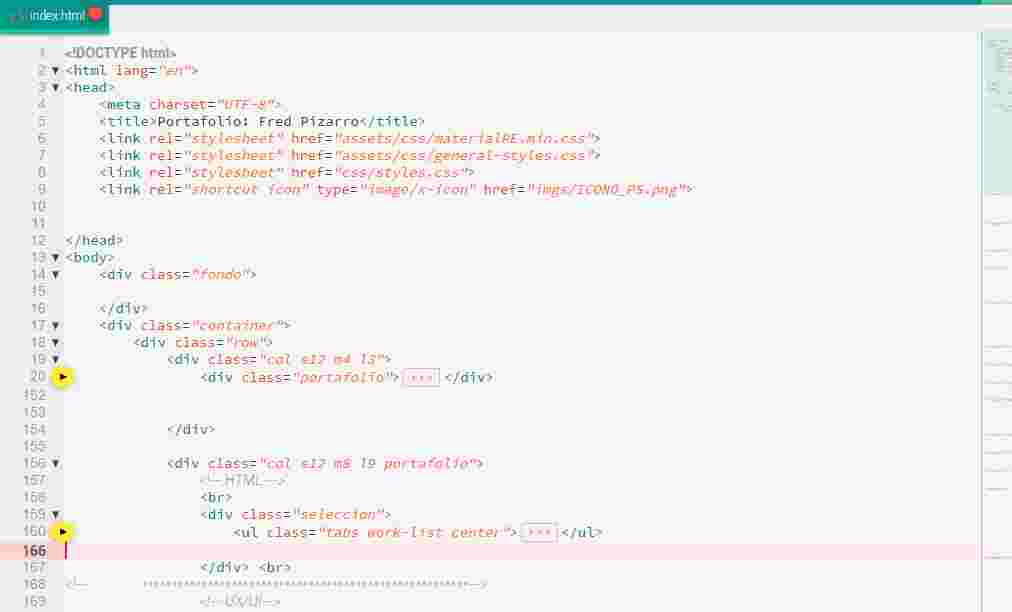 index.html
1 <!DOCTYPE html>
2 <html lang="en">
3 <head>
4 <meta charset="UTF-8">
5 <title>Portafolio: Fred Pizarro</title>
6 <link rel="stylesheet" href="assets/css/materialPE.min.css">
7 <link rel="stylesheet" href="assets/css/general-styles.css">
8 <link rel="stylesheet" href="css/styles.css">
9 <link rel="shortcut icon" type="image/x-icon" href="imgs/ICONO_PS.png">
10
11
12 </head>
13 <body>
14 <div class="fondo">
15
16 </div>
17 <div class="container">
18 <div class="row">
19 <div class="col s12 m4 l3">
20 <div class="portafolio"> ... </div>
152
153
154 </div>
155
156 <div class="col s12 m8 l9 portafolio">
157 <!--HTML-->
158 <br>
159 <div class="seleccion">
160 <ul class="tabs work-list center"> ... </ul>
166
167 </div> <br>
168 <!-- -->
169 <!--UX/UI-->